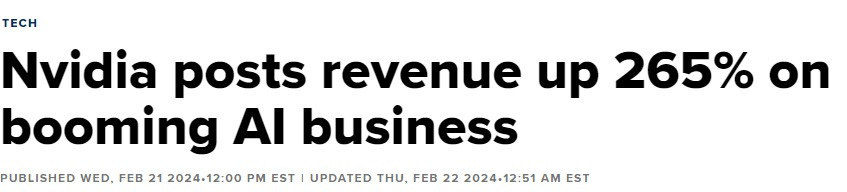 TECH
Nvidia posts revenue up 265% on
booming AI business
PUBLISHED WED, FEB 21 2024•12:00 PM EST | UPDATED THU, FEB 22 2024•12:51 AM EST